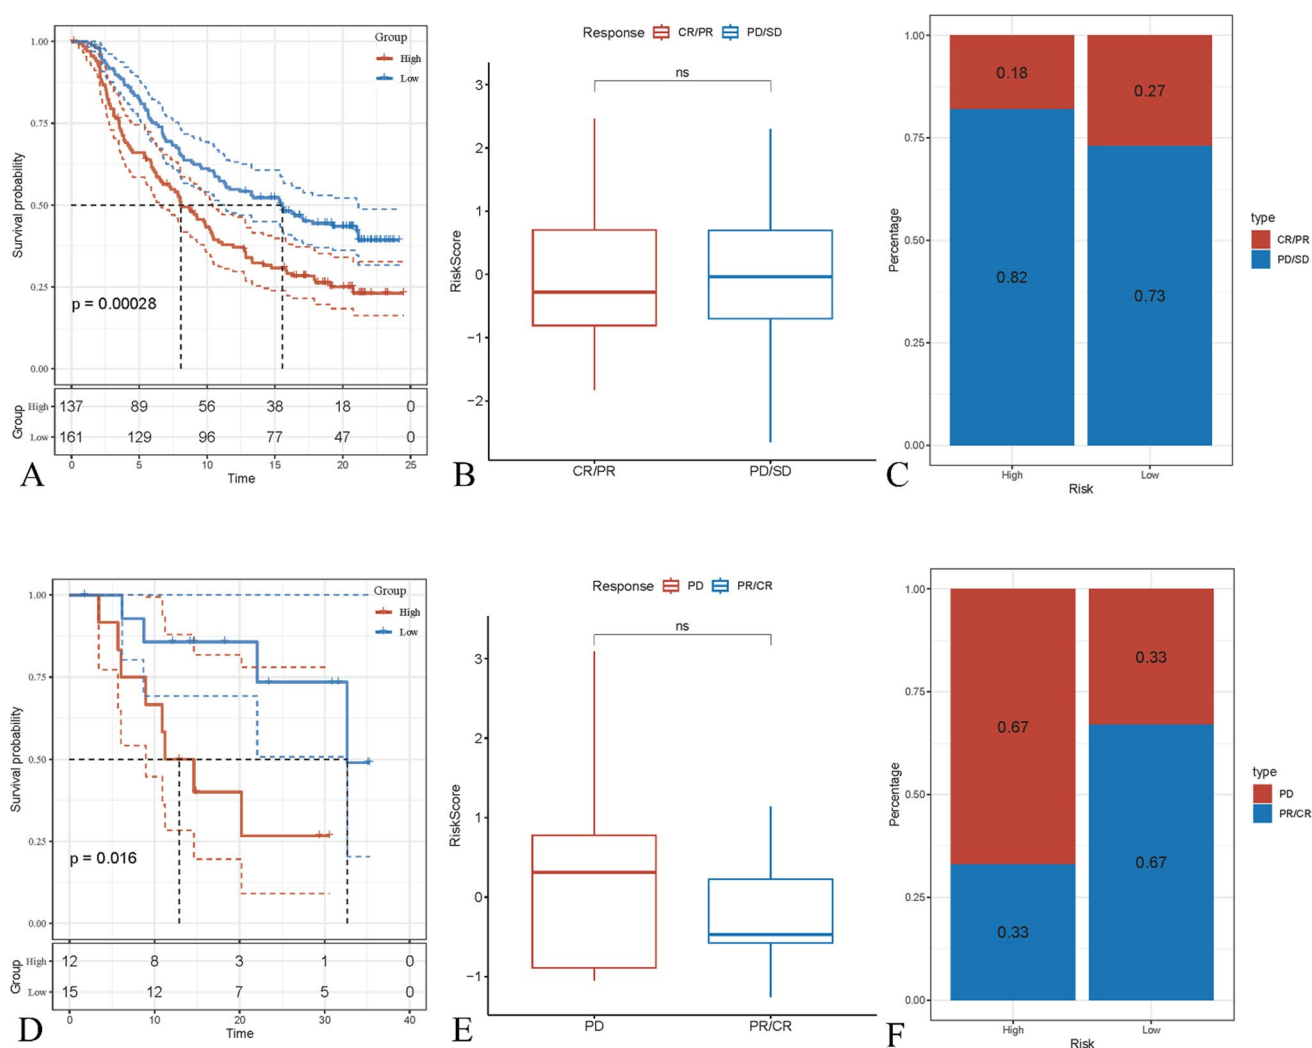 Group
High
Low
1.00
0.75
0.50
0.25
0.00
Survival probability
p = 0.00028
Group
High 137 89 56 38 18 0
Low 161 129 96 77 47 0
0 5 10 15 20 25
Time
A
Response CR/PR PD/SD
ns
3
2
1
0
−1
−2
RiskScore
CR/PR PD/SD
B
1.00
0.75
0.50
0.25
0.00
Percentage
0.18
0.27
0.82
0.73
type
CR/PR
PD/SD
High Low
Risk
C
Group
High
Low
1.00
0.75
0.50
0.25
0.00
Survival probability
p = 0.016
Group
High 12 8 3 1 0
Low 15 12 7 5 0
0 10 20 30 40
Time
D
Response PD PR/CR
ns
3
2
1
0
−1
RiskScore
PD PR/CR
E
1.00
0.75
0.50
0.25
0.00
Percentage
0.67
0.33
0.33
0.67
type
PD
PR/CR
High Low
Risk
F